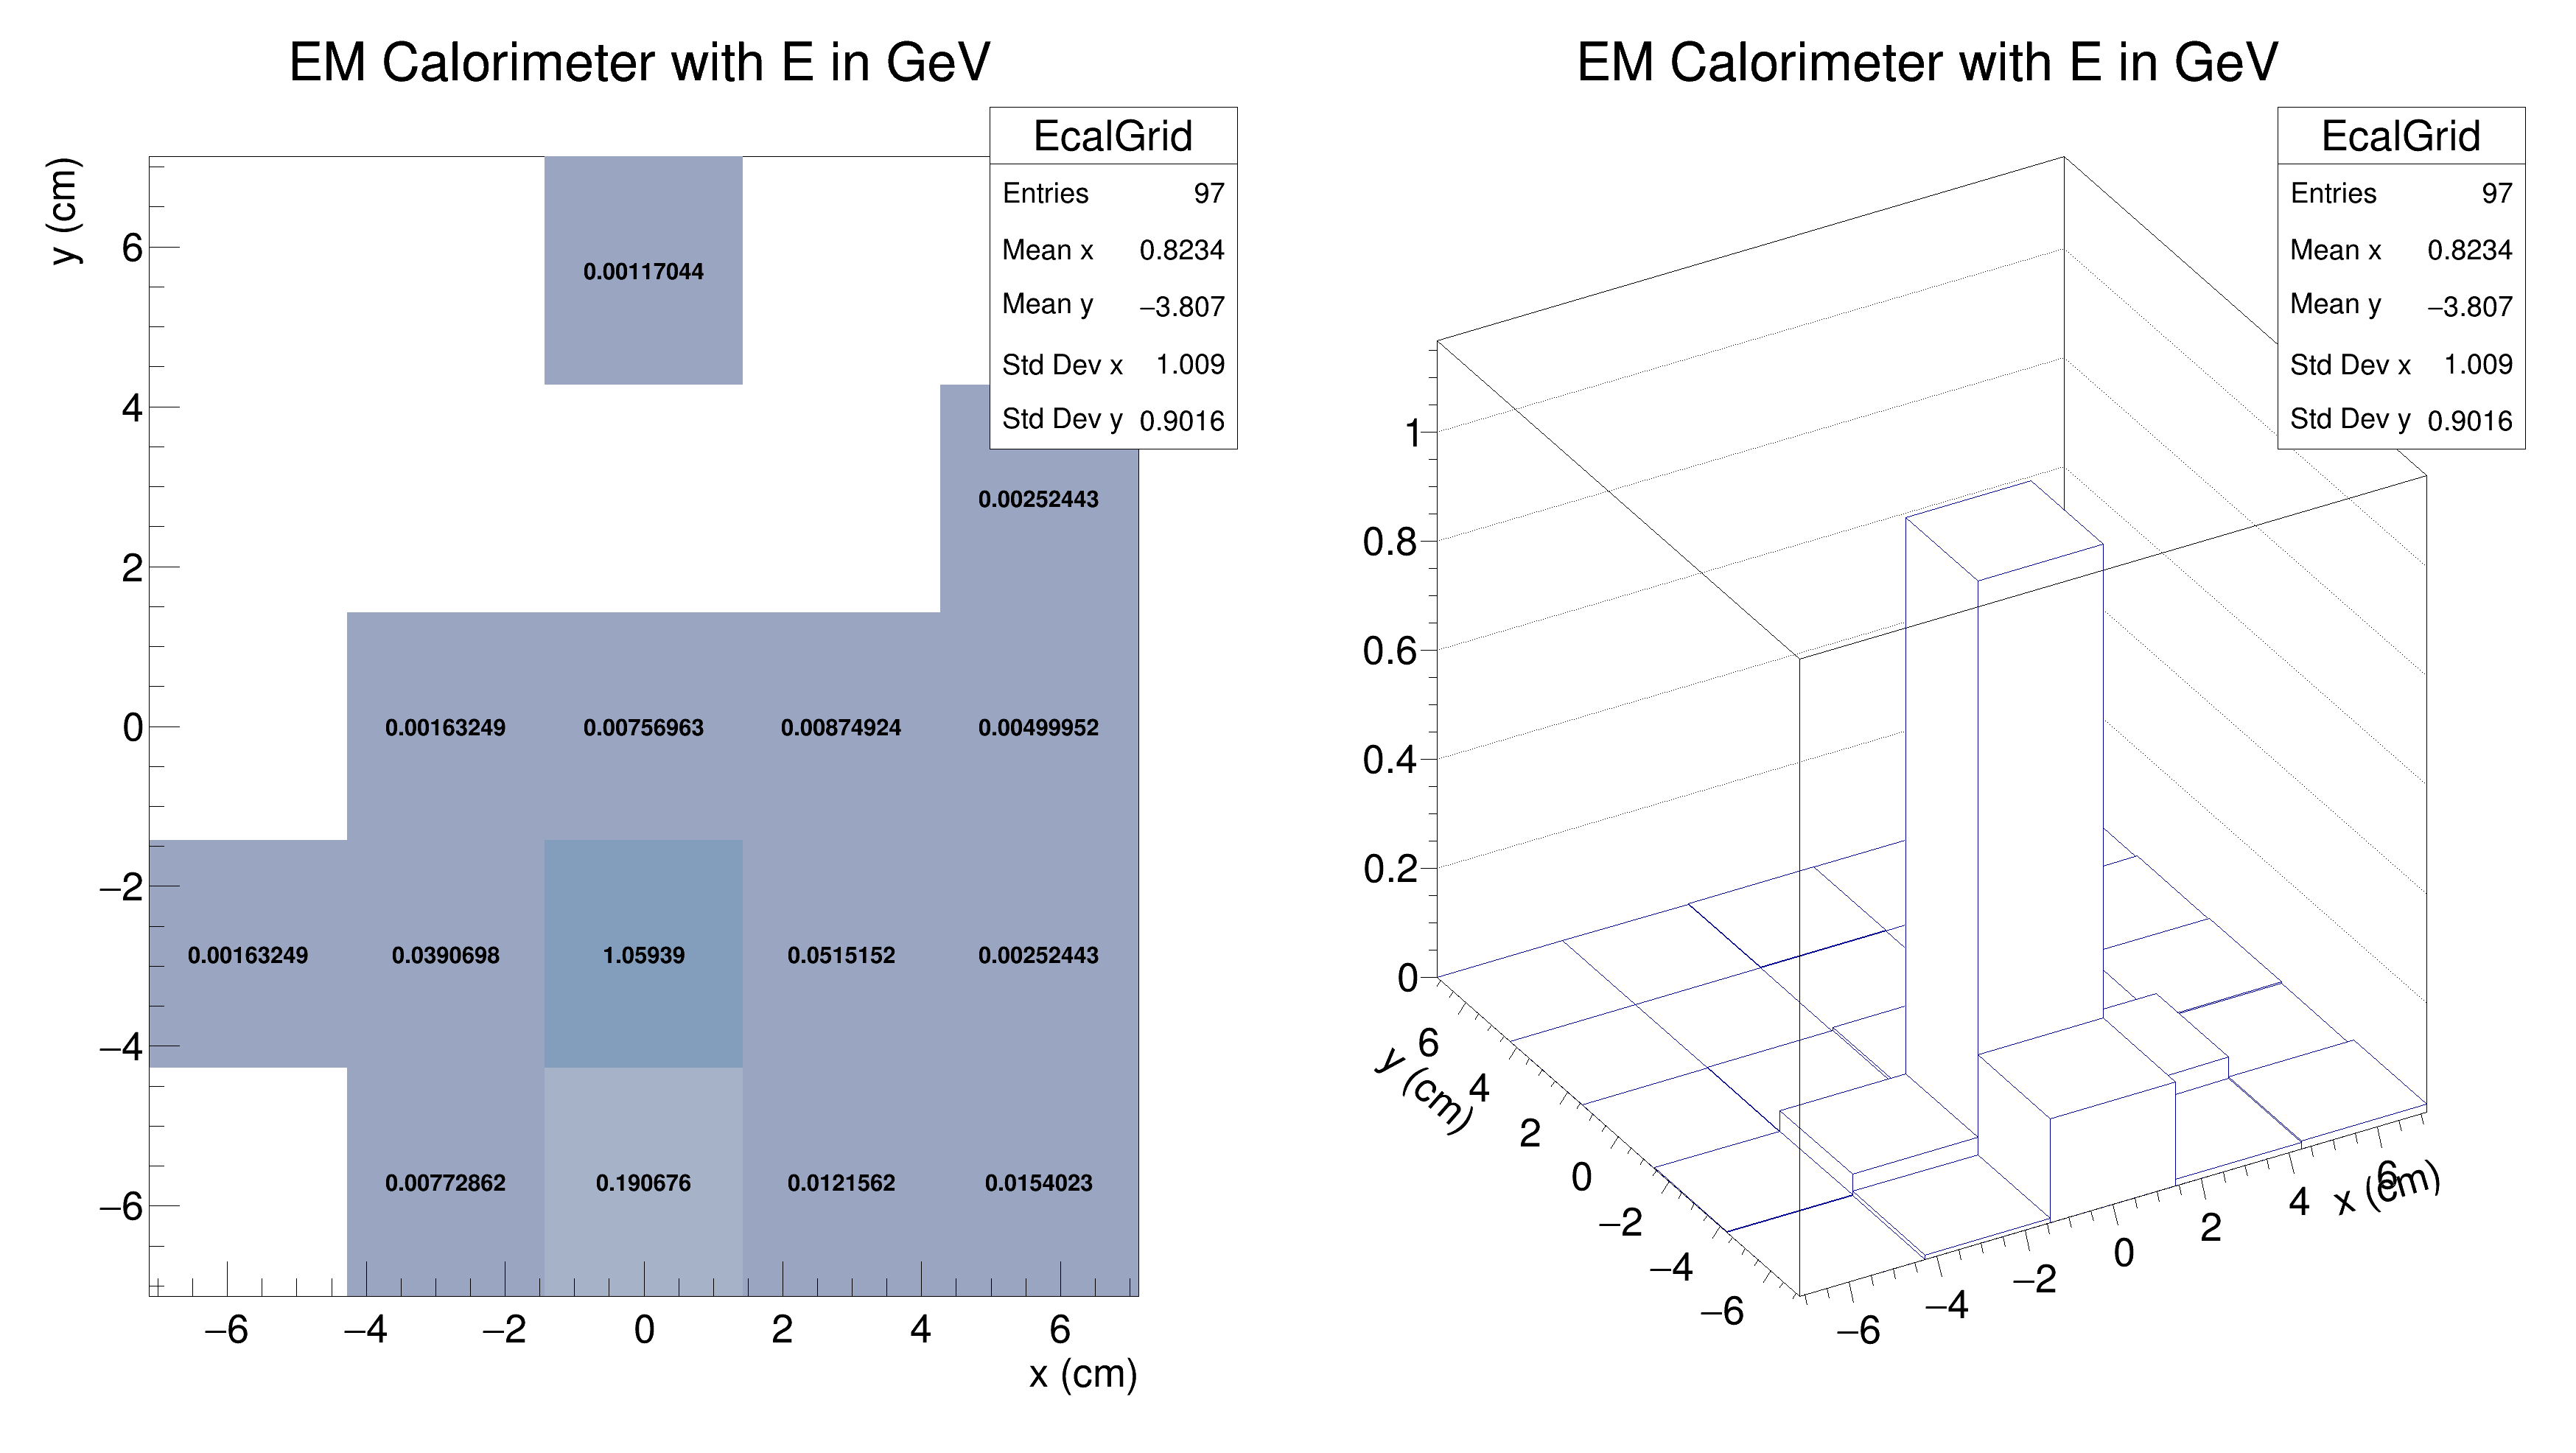 EM Calorimeter with E in GeV
EcalGrid
Entries 97
Mean x 0.8234
Mean y −3.807
Std Dev x 1.009
Std Dev y 0.9016
y (cm)
6
4
2
0
−2
−4
−6
0.00117044
0.00252443
0.00163249 0.00756963 0.00874924 0.00499952
0.00163249 0.0390698 1.05939 0.0515152 0.00252443
0.00772862 0.190676 0.0121562 0.0154023
−6 −4 −2 0 2 4 6
x (cm)
EM Calorimeter with E in GeV
EcalGrid
Entries 97
Mean x 0.8234
Mean y −3.807
Std Dev x 1.009
Std Dev y 0.9016
1
0.8
0.6
0.4
0.2
0
6
4
2
0
−2
−4
−6
y (cm)
−6
−4
−2
0
2
4
6
x (cm)